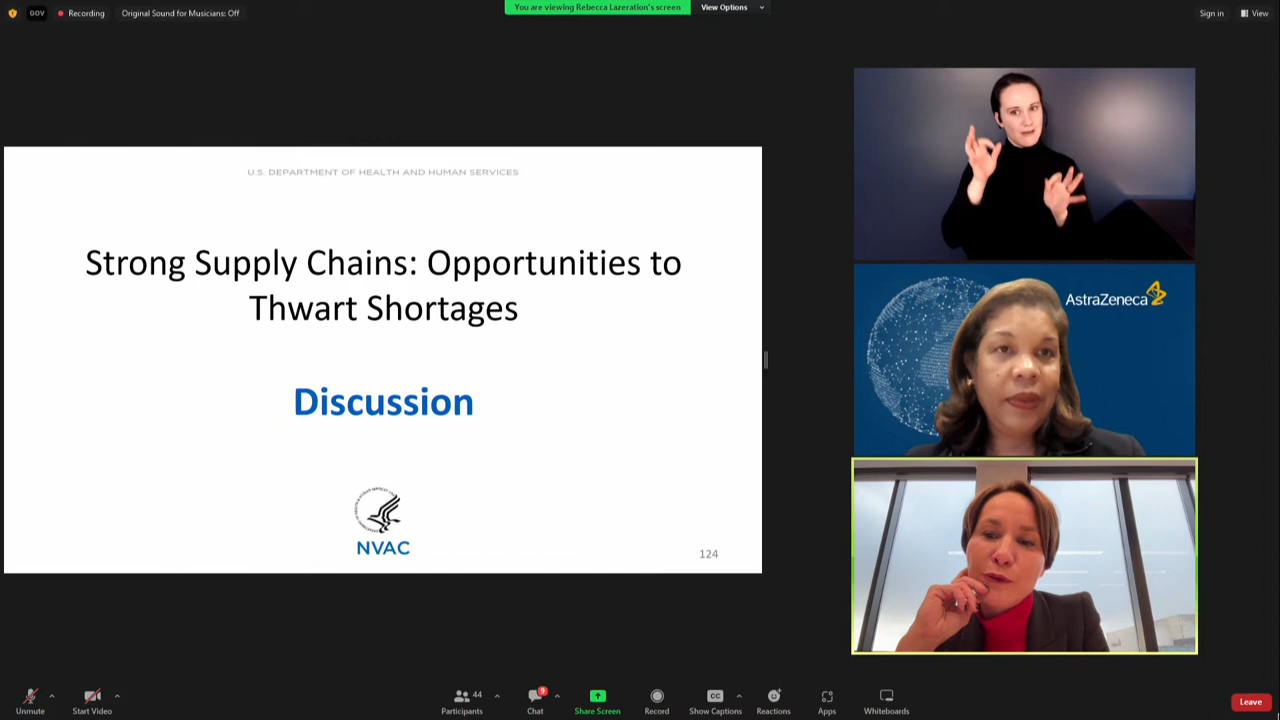 GOV
Recording
Original Sound for Musicians: Off
You are viewing Rebecca Lazeration's screen
View Options
Sign in
View
U.S. DEPARTMENT OF HEALTH AND HUMAN SERVICES
Strong Supply Chains: Opportunities to
Thwart Shortages
Discussion
NVAC
124
AstraZeneca
Unmute
Start Video
44
Participants
9
Chat
Share Screen
Record
CC
Show Captions
Reactions
Apps
Whiteboards
Leave